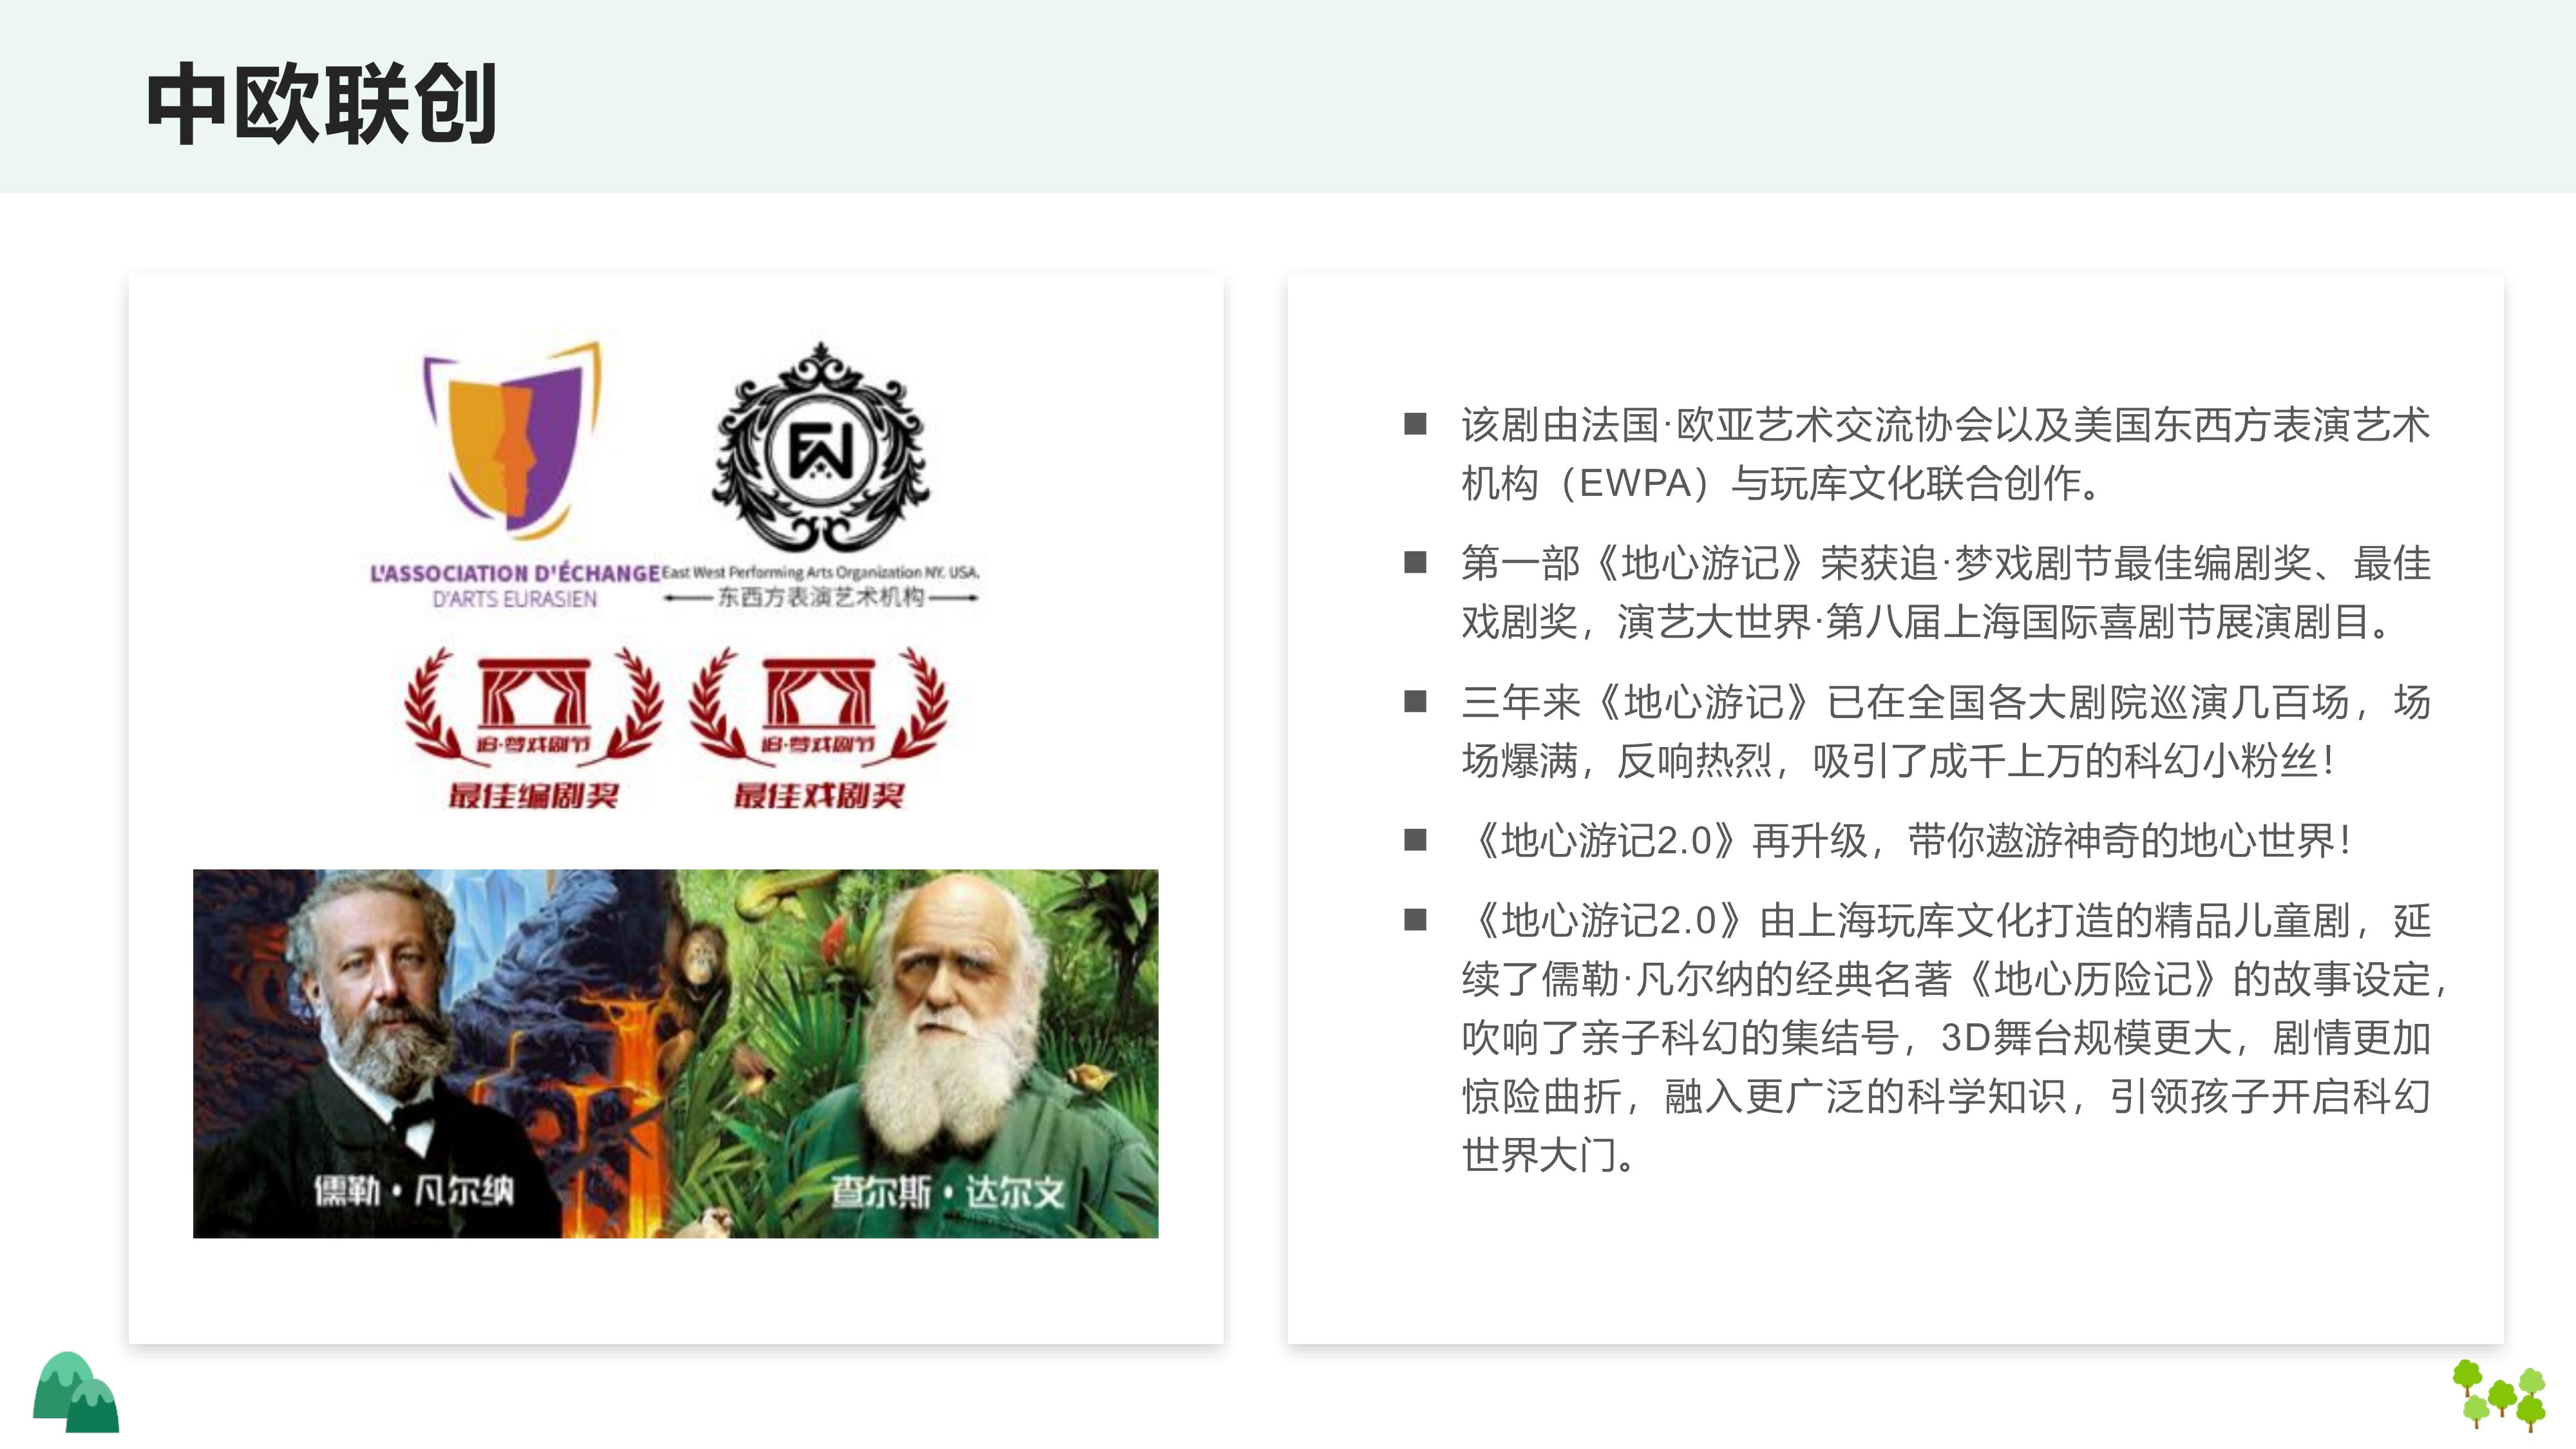 中欧联创
L'ASSOCIATION D'ÉCHANGE
D'ARTS EURASIEN
EW
East West Performing Arts Organization NY. USA.
东西方表演艺术机构
追·梦戏剧节
最佳编剧奖
追·梦戏剧节
最佳戏剧奖
儒勒·凡尔纳
查尔斯·达尔文
■ 该剧由法国·欧亚艺术交流协会以及美国东西方表演艺术
机构（EWPA）与玩库文化联合创作。
■ 第一部《地心游记》荣获追·梦戏剧节最佳编剧奖、最佳
戏剧奖，演艺大世界·第八届上海国际喜剧节展演剧目。
■ 三年来《地心游记》已在全国各大剧院巡演几百场，场
场爆满，反响热烈，吸引了成千上万的科幻小粉丝！
■ 《地心游记2.0》再升级，带你遨游神奇的地心世界！
■ 《地心游记2.0》由上海玩库文化打造的精品儿童剧，延
续了儒勒·凡尔纳的经典名著《地心历险记》的故事设定，
吹响了亲子科幻的集结号，3D舞台规模更大，剧情更加
惊险曲折，融入更广泛的科学知识，引领孩子开启科幻
世界大门。